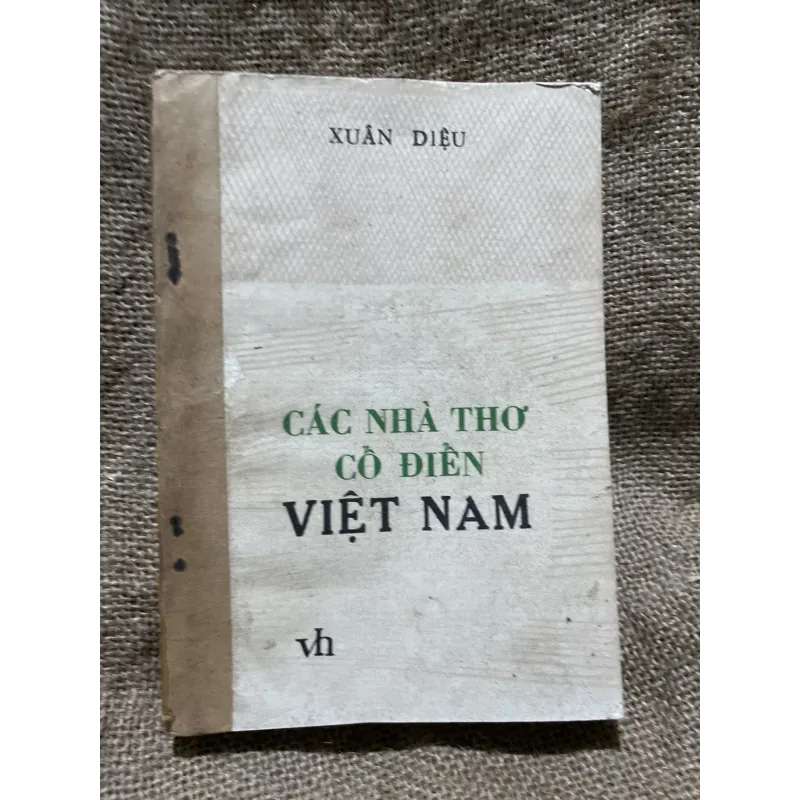 XUÂN DIỆU
CÁC NHÀ THƠ
CỔ ĐIỂN
VIỆT NAM
vh